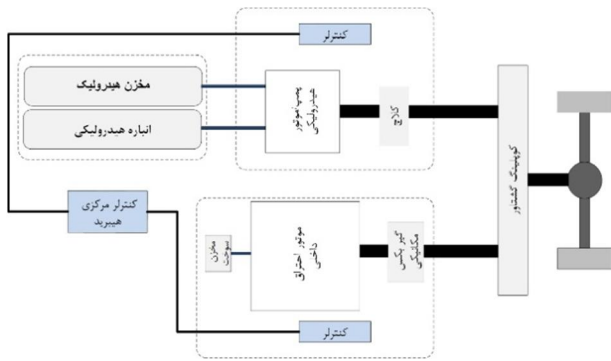 کنترلر
مخزن هیدرولیک
انباره هیدرولیکی
پمپ/موتور
هیدرولیکی
کلاچ
کوپلینگ گشتاور
کنترلر مرکزی
هیبرید
مخزن
سوخت
موتور احتراق
داخلی
گیربکس
مکانیکی
کنترلر